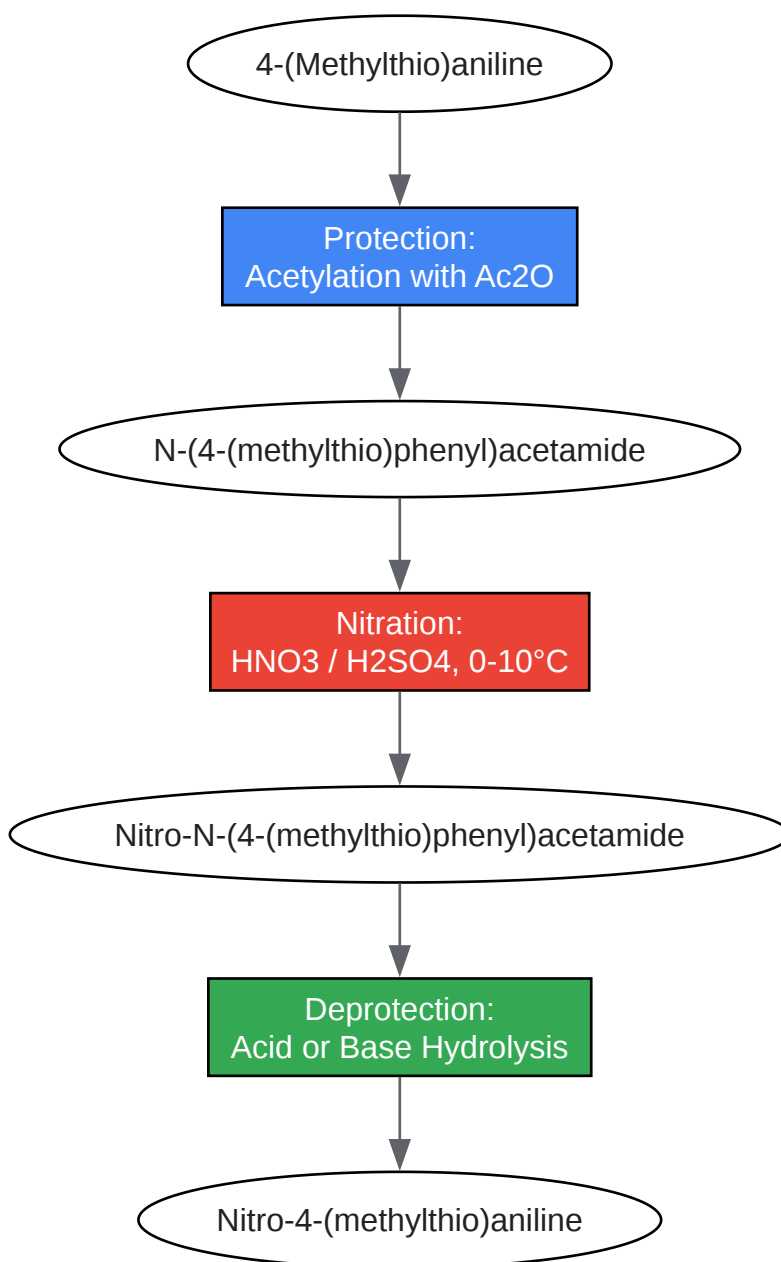 4-(Methylthio)aniline
Protection:
Acetylation with Ac2O
N-(4-(methylthio)phenyl)acetamide
Nitration:
HNO3 / H2SO4, 0-10°C
Nitro-N-(4-(methylthio)phenyl)acetamide
Deprotection:
Acid or Base Hydrolysis
Nitro-4-(methylthio)aniline